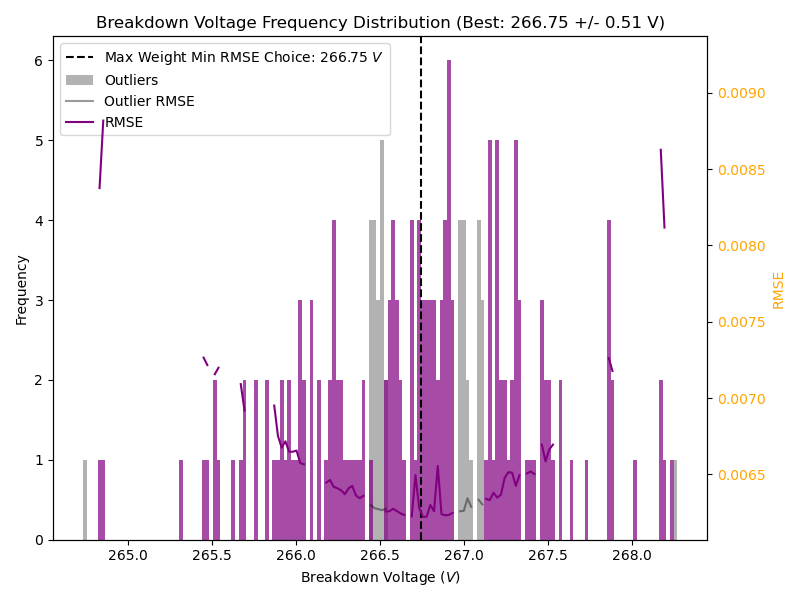 Breakdown Voltage Frequency Distribution (Best: 266.75 +/- 0.51 V)
Max Weight Min RMSE Choice: 266.75 V
Outliers
Outlier RMSE
RMSE
Frequency
6
5
4
3
2
1
0
0.0090
0.0085
0.0080
0.0075
0.0070
0.0065
RMSE
265.0 265.5 266.0 266.5 267.0 267.5 268.0
Breakdown Voltage (V)